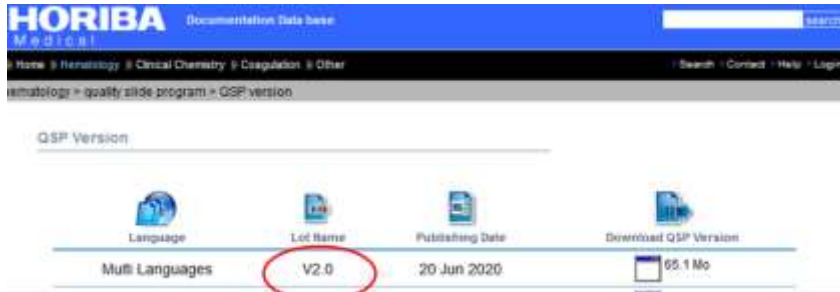 HORIBA Documentation Data base
Medical
search
Home Hematology Clinical Chemistry Coagulation Other Search Contact Help Login
ematology > quality slide program > QSP version
QSP Version
Language Lot Name Publishing Date Download QSP Version
Multi Languages V2.0 20 Jun 2020 65.1 Mo